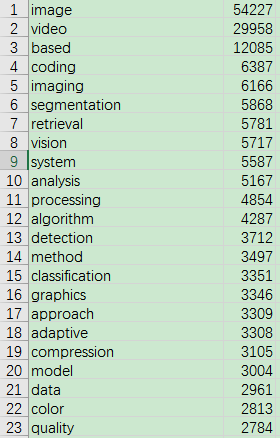 1 image 54227
2 video 29958
3 based 12085
4 coding 6387
5 imaging 6166
6 segmentation 5868
7 retrieval 5781
8 vision 5717
9 system 5587
10 analysis 5167
11 processing 4854
12 algorithm 4287
13 detection 3712
14 method 3497
15 classification 3351
16 graphics 3346
17 approach 3309
18 adaptive 3308
19 compression 3105
20 model 3004
21 data 2961
22 color 2813
23 quality 2784